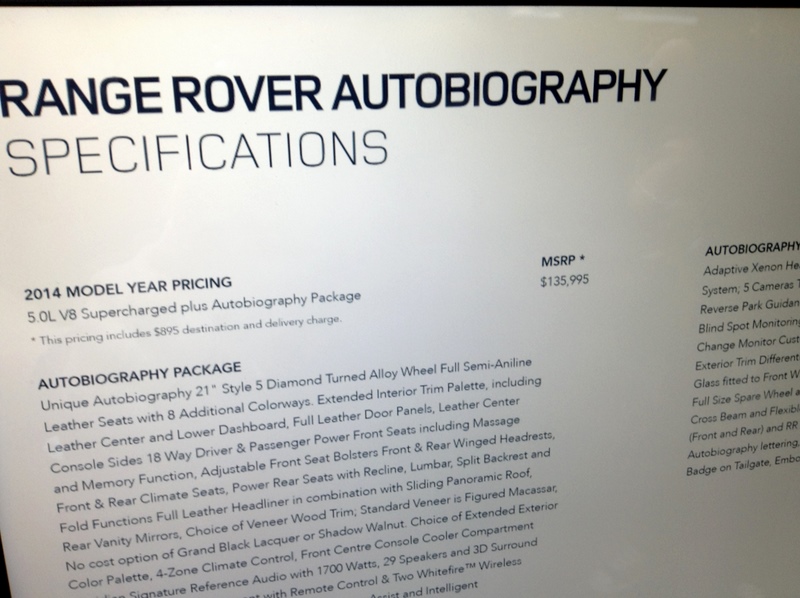 RANGE ROVER AUTOBIOGRAPHY
SPECIFICATIONS
2014 MODEL YEAR PRICING
MSRP *
5.0L V8 Supercharged plus Autobiography Package
$135,995
* This pricing includes $895 destination and delivery charge.
AUTOBIOGRAPHY PACKAGE
Unique Autobiography 21" Style 5 Diamond Turned Alloy Wheel Full Semi-Aniline
Leather Seats with 8 Additional Colorways. Extended Interior Trim Palette, including
Leather Center and Lower Dashboard, Full Leather Door Panels, Leather Center
Console Sides 18 Way Driver & Passenger Power Front Seats including Massage
and Memory Function, Adjustable Front Seat Bolsters Front & Rear Winged Headrests,
Front & Rear Climate Seats, Power Rear Seats with Recline, Lumbar, Split Backrest and
Fold Functions Full Leather Headliner in combination with Sliding Panoramic Roof,
Rear Vanity Mirrors, Choice of Veneer Wood Trim; Standard Veneer is Figured Macassar,
No cost option of Grand Black Lacquer or Shadow Walnut. Choice of Extended Exterior
Color Palette, 4-Zone Climate Control, Front Centre Console Cooler Compartment
Signature Reference Audio with 1700 Watts, 29 Speakers and 3D Surround
with Remote Control & Two Whitefire™ Wireless
Assist and Intelligent
AUTOBIOGRAPHY
Adaptive Xenon
System; 5 Cameras
Reverse Park
Blind Spot Monitoring
Change Monitor
Exterior Trim
Glass fitted to Front
Full Size Spare Wheel
Cross Beam and
(Front and Rear) and RR
Autobiography lettering,
Badge on Tailgate,